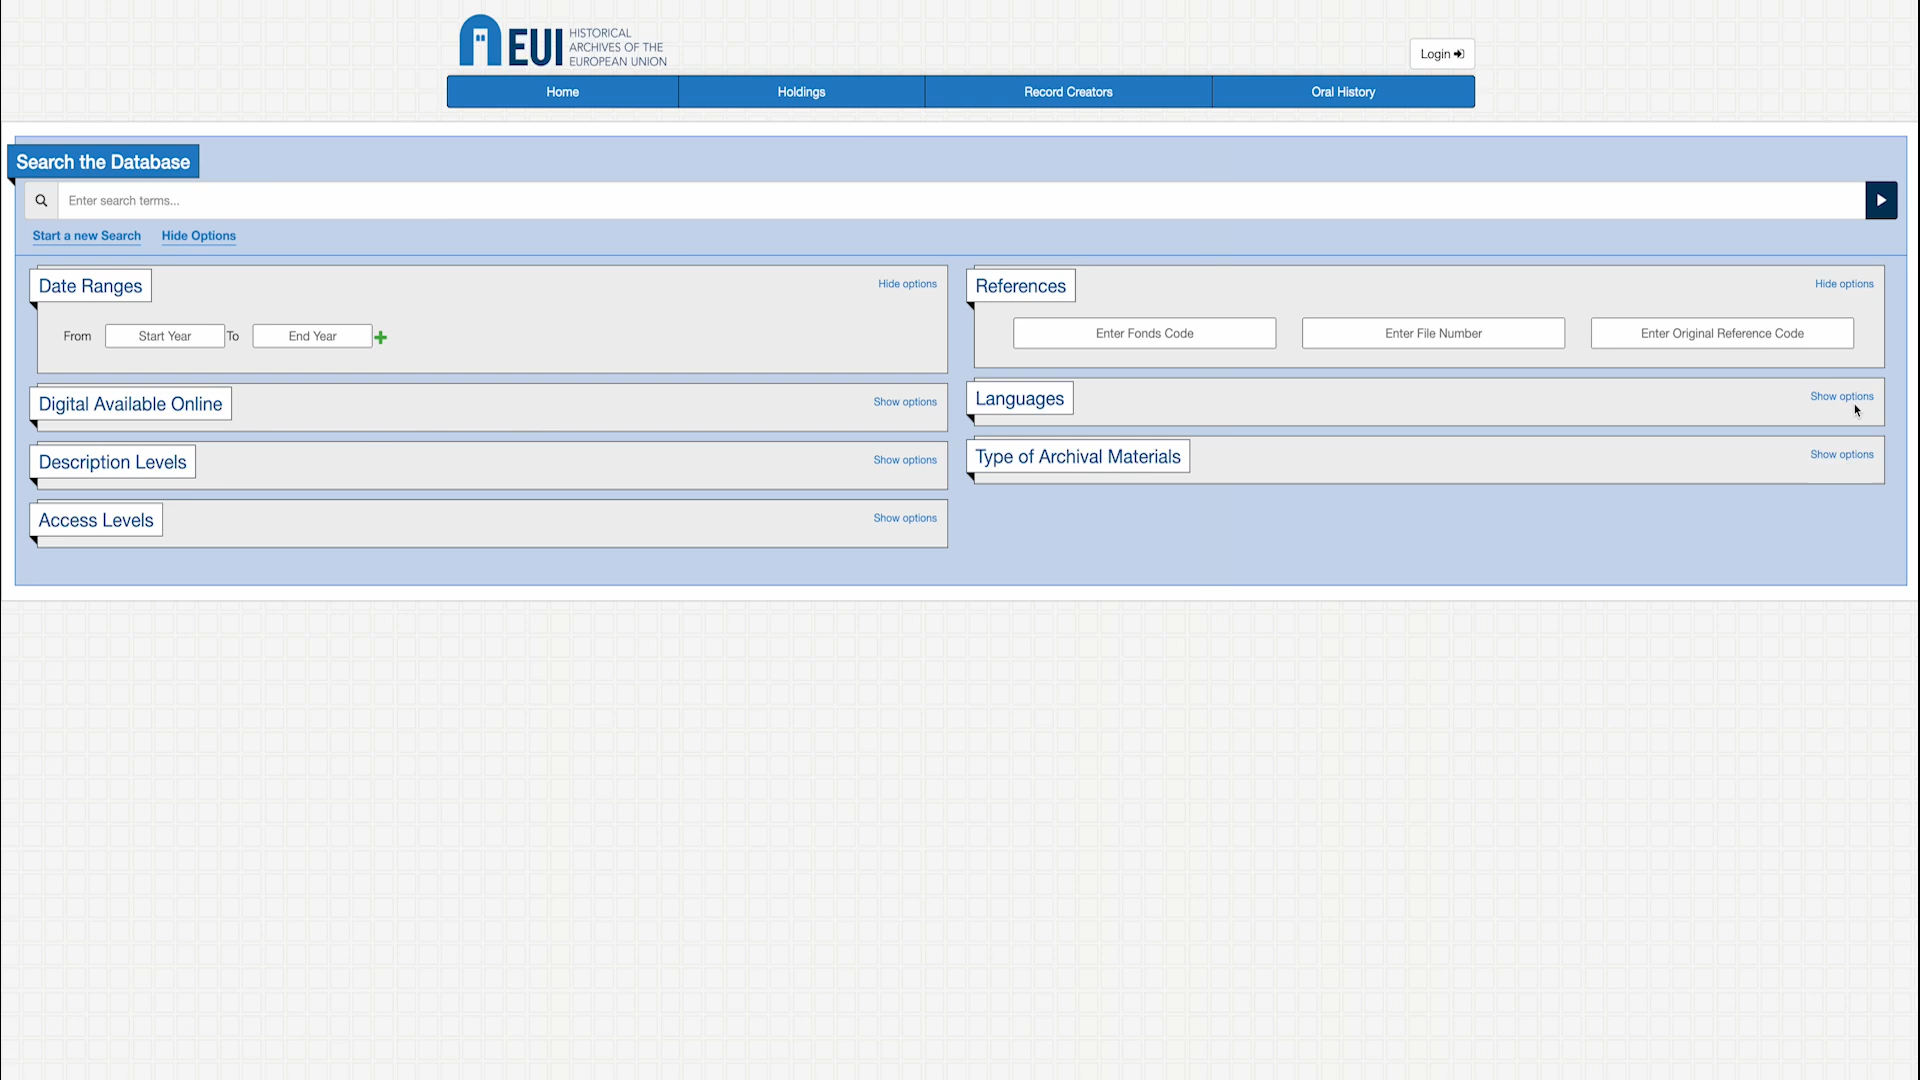 EUI
HISTORICAL
ARCHIVES OF THE
EUROPEAN UNION
Login
Home
Holdings
Record Creators
Oral History
Search the Database
Enter search terms...
Start a new Search
Hide Options
Date Ranges
Hide options
From
Start Year
To
End Year
Digital Available Online
Show options
Description Levels
Show options
Access Levels
Show options
References
Hide options
Enter Fonds Code
Enter File Number
Enter Original Reference Code
Languages
Show options
Type of Archival Materials
Show options